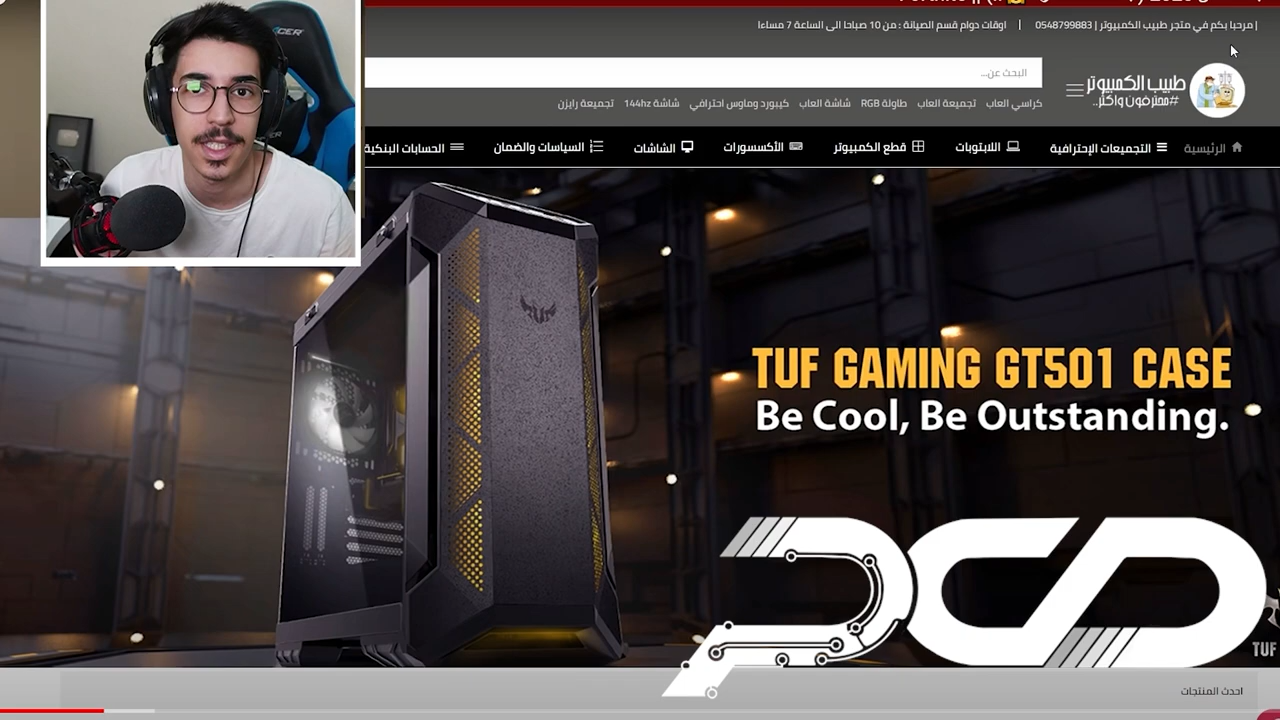 | مرحبا بكم في متجر طبيب الكمبيوتر | 0548799883 | اوقات دوام قسم الصيانة : من 10 صباحا الى الساعة 7 مساءا
طبيب الكمبيوتر
#محترفون وأكثر..
البحث عن...
كراسي العاب تجميعة العاب طاولة RGB شاشة العاب كيبورد وماوس احترافي شاشة 144hz تجميعة رايزن
الرئيسية التجميعات الإحترافية اللابتوبات قطع الكمبيوتر الأكسسورات الشاشات السياسات والضمان الحسابات البنكية
CER
TUF GAMING GT501 CASE
Be Cool, Be Outstanding.
PCD
TUF
احدث المنتجات